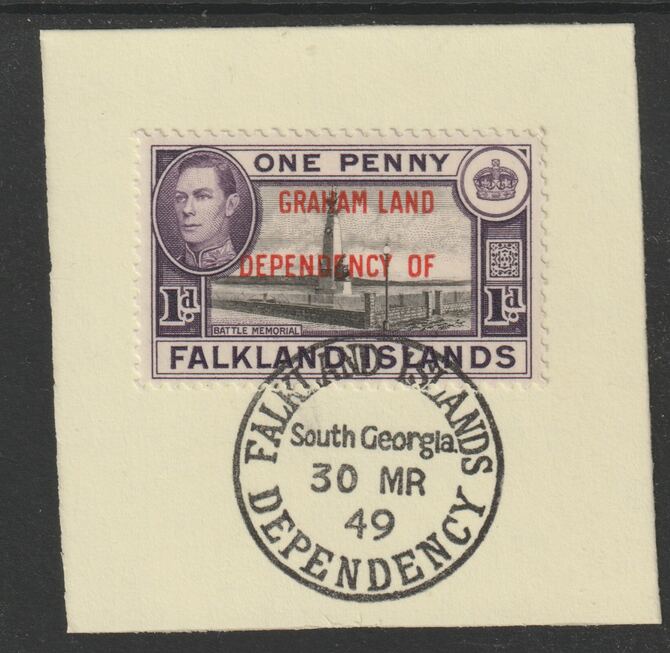 ONE PENNY
GRAHAM LAND
DEPENDENCY OF
1d. 1d.
BATTLE MEMORIAL
FALKLAND ISLANDS
FALKLAND ISLANDS
South Georgia.
30 MR
49
DEPENDENCY